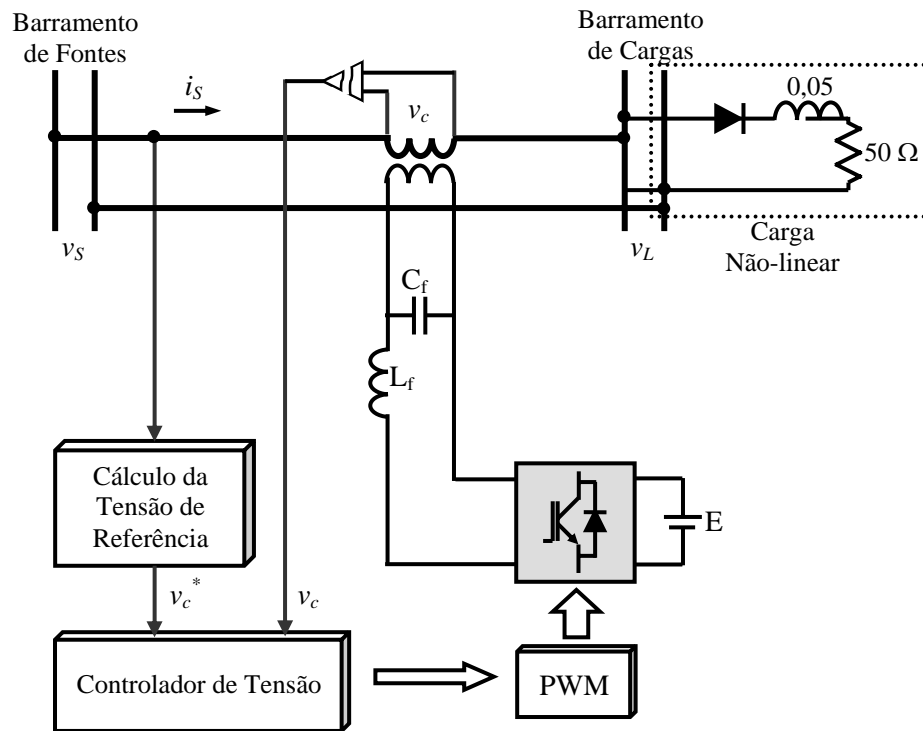 Barramento
de Fontes
Barramento
de Cargas
i_S
v_c
0,05
50 Ω
v_S
v_L
Carga
Não-linear
C_f
L_f
Cálculo da
Tensão de
Referência
E
v_c^*
v_c
Controlador de Tensão
PWM